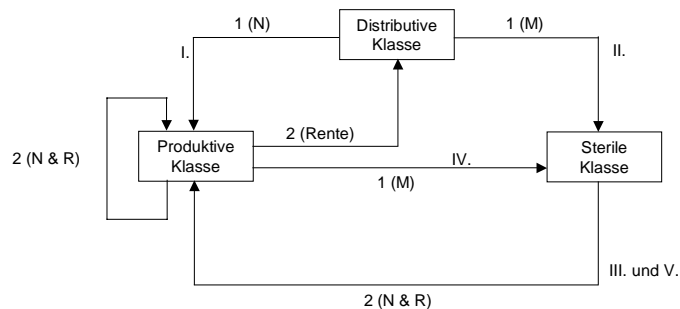 1 (N)
Distributive
Klasse
1 (M)
I.
II.
2 (Rente)
2 (N & R)
Produktive
Klasse
IV.
1 (M)
Sterile
Klasse
III. und V.
2 (N & R)